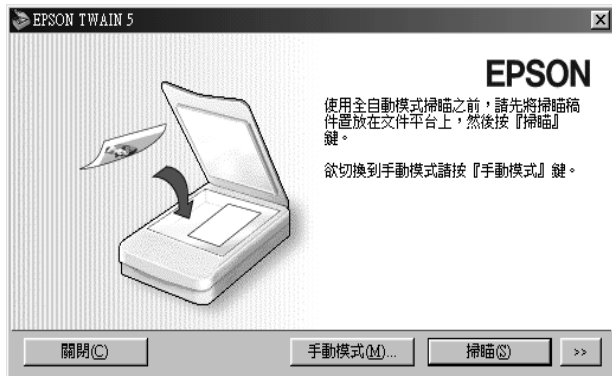 EPSON TWAIN 5
EPSON
使用全自動模式掃瞄之前，請先將掃瞄稿
件置放在文件平台上，然後按『掃瞄』
鍵。
欲切換到手動模式請按『手動模式』鍵。
關閉(C)
手動模式(M)...
掃瞄(S)
>>